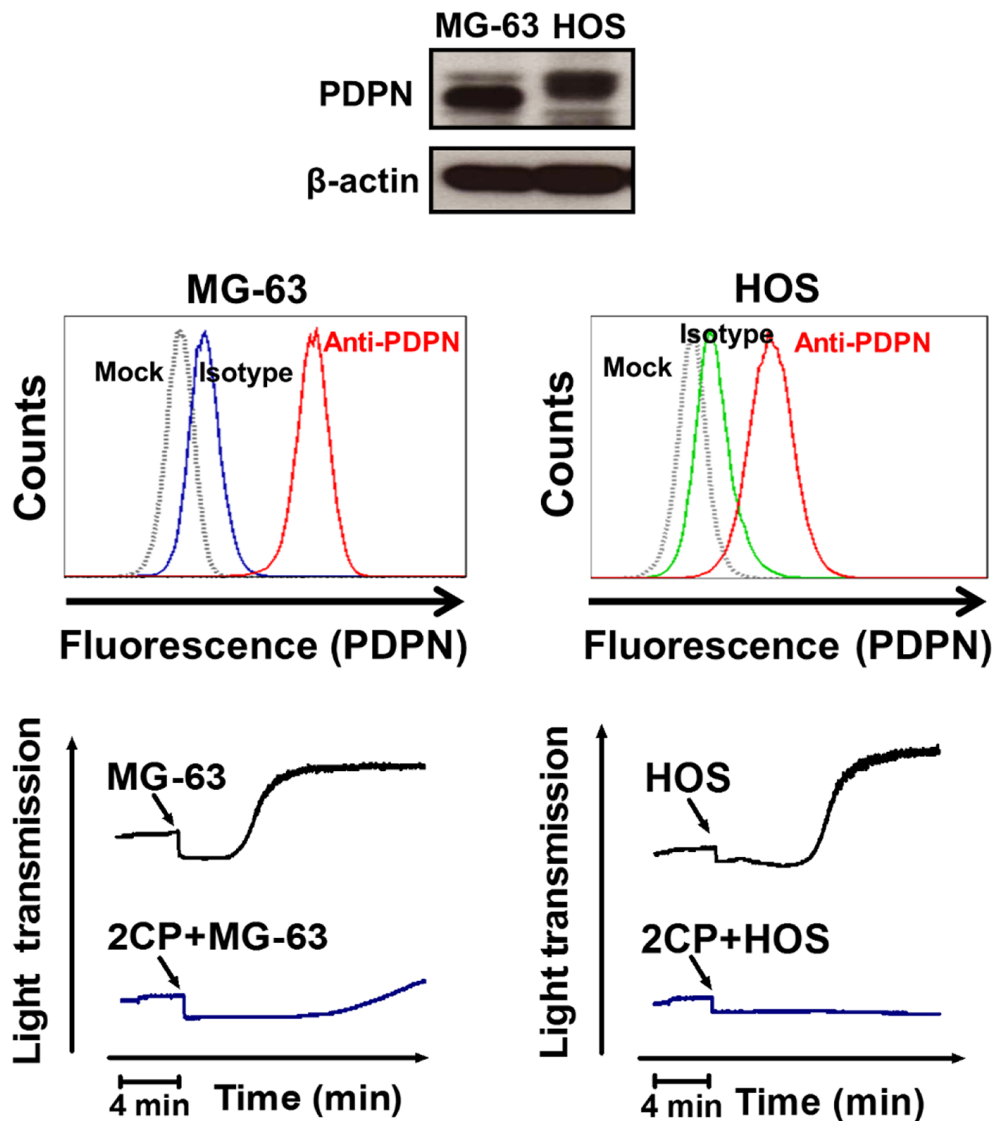 MG-63 HOS
PDPN
β-actin
MG-63
HOS
Mock
Isotype
Anti-PDPN
Counts
Fluorescence (PDPN)
Mock
Isotype
Anti-PDPN
Counts
Fluorescence (PDPN)
Light transmission
MG-63
2CP+MG-63
4 min
Time (min)
Light transmission
HOS
2CP+HOS
4 min
Time (min)